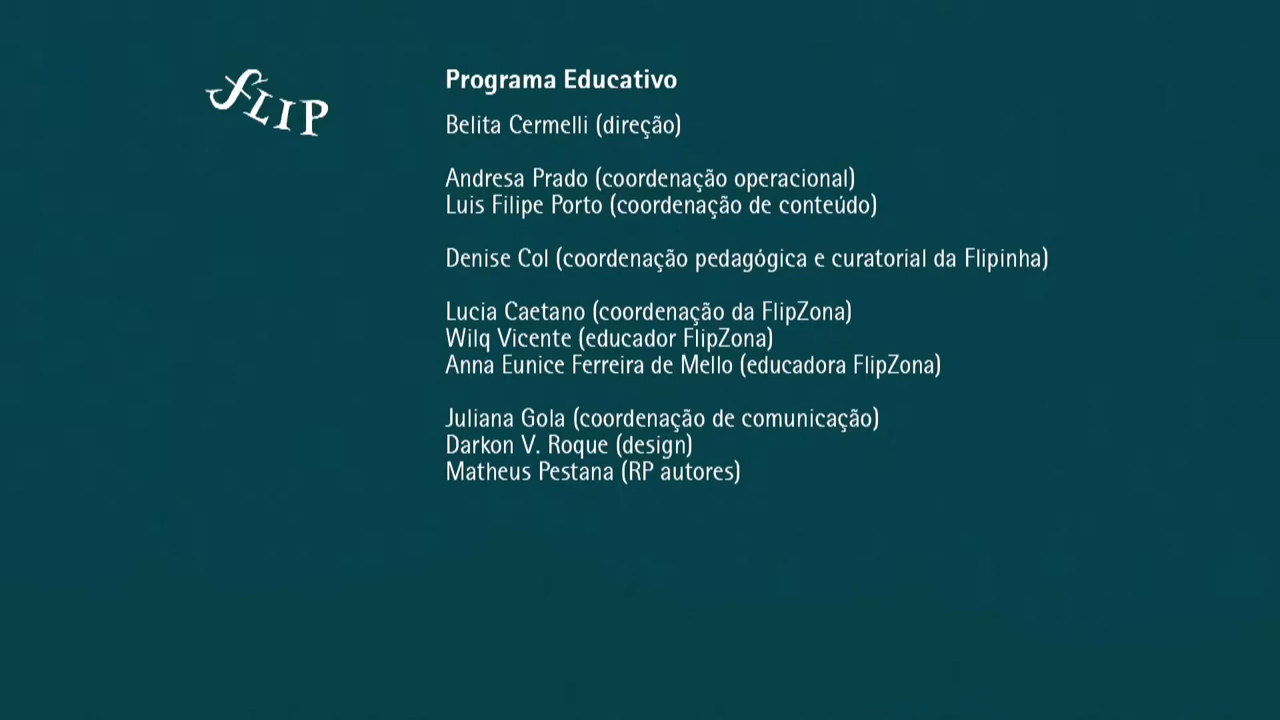 FLIP
Programa Educativo
Belita Cermelli (direção)
Andresa Prado (coordenação operacional)
Luis Filipe Porto (coordenação de conteúdo)
Denise Col (coordenação pedagógica e curatorial da Flipinha)
Lucia Caetano (coordenação da FlipZona)
Wilq Vicente (educador FlipZona)
Anna Eunice Ferreira de Mello (educadora FlipZona)
Juliana Gola (coordenação de comunicação)
Darkon V. Roque (design)
Matheus Pestana (RP autores)